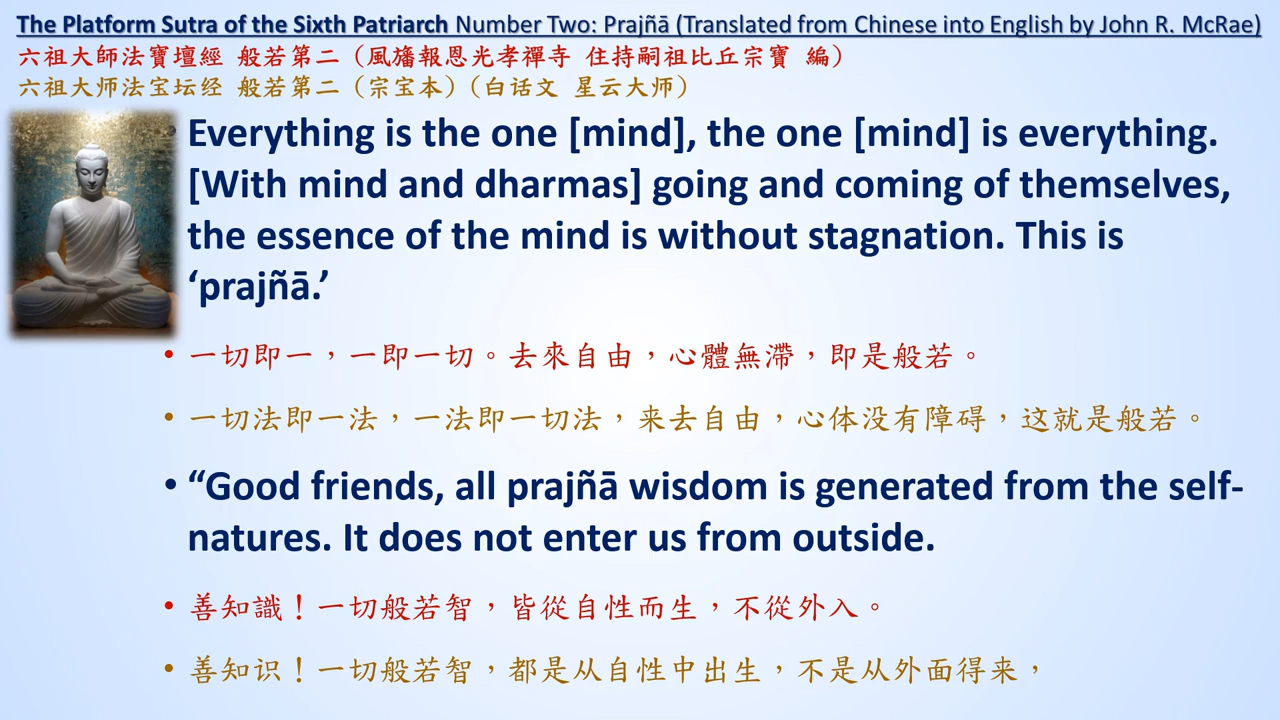 The Platform Sutra of the Sixth Patriarch Number Two: Prajñā (Translated from Chinese into English by John R. McRae)
六祖大師法寶壇經 般若第二（風旛報恩光孝禪寺 住持嗣祖比丘宗寶 編）
六祖大师法宝坛经 般若第二（宗宝本）（白话文 星云大师）
• Everything is the one [mind], the one [mind] is everything.
[With mind and dharmas] going and coming of themselves,
the essence of the mind is without stagnation. This is
‘prajñā.’
• 一切即一，一即一切。去來自由，心體無滯，即是般若。
• 一切法即一法，一法即一切法，来去自由，心体没有障碍，这就是般若。
• “Good friends, all prajñā wisdom is generated from the self-
natures. It does not enter us from outside.
• 善知識！一切般若智，皆從自性而生，不從外入。
• 善知识！一切般若智，都是从自性中出生，不是从外面得来，